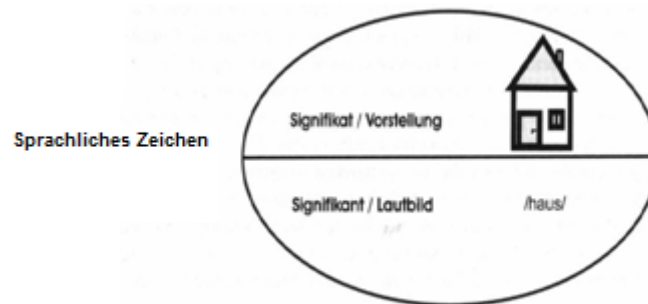 Signifikat / Vorstellung
Sprachliches Zeichen
Signifikant / Lautbild /haus/